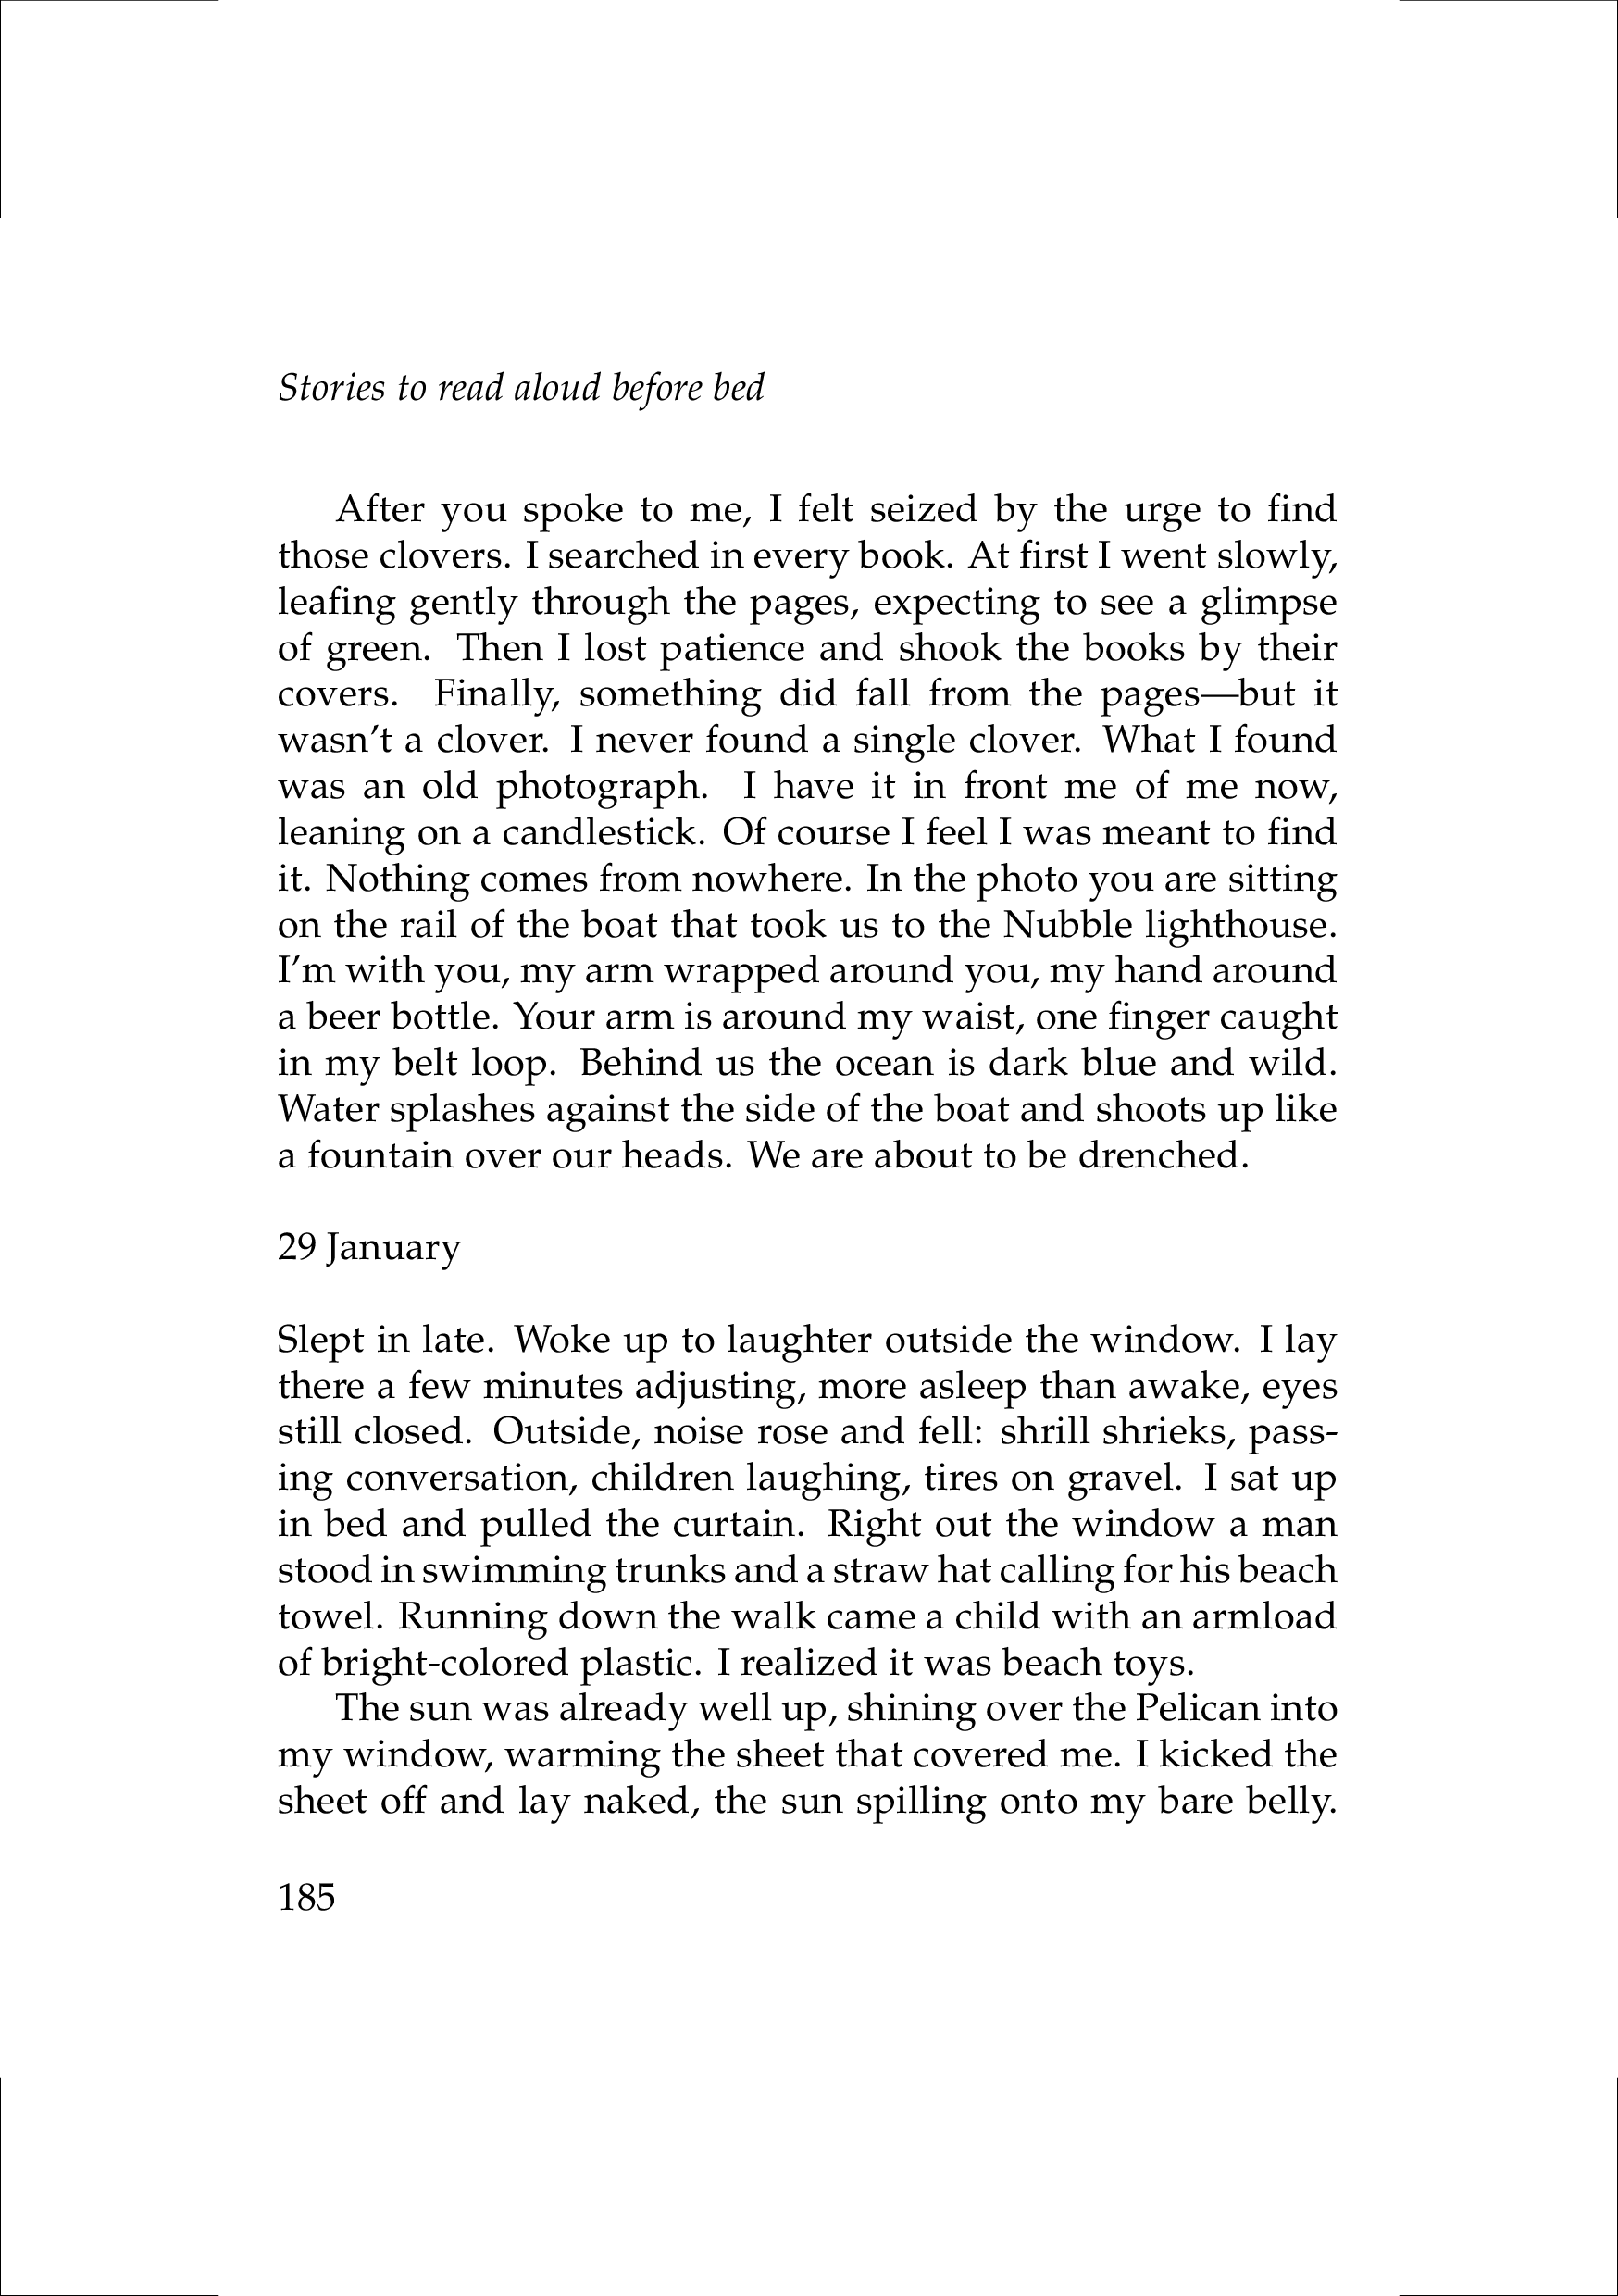 Stories to read aloud before bed
After you spoke to me, I felt seized by the urge to find
those clovers. I searched in every book. At first I went slowly,
leafing gently through the pages, expecting to see a glimpse
of green. Then I lost patience and shook the books by their
covers. Finally, something did fall from the pages—but it
wasn’t a clover. I never found a single clover. What I found
was an old photograph. I have it in front me of me now,
leaning on a candlestick. Of course I feel I was meant to find
it. Nothing comes from nowhere. In the photo you are sitting
on the rail of the boat that took us to the Nubble lighthouse.
I’m with you, my arm wrapped around you, my hand around
a beer bottle. Your arm is around my waist, one finger caught
in my belt loop. Behind us the ocean is dark blue and wild.
Water splashes against the side of the boat and shoots up like
a fountain over our heads. We are about to be drenched.
29 January
Slept in late. Woke up to laughter outside the window. I lay
there a few minutes adjusting, more asleep than awake, eyes
still closed. Outside, noise rose and fell: shrill shrieks, pass-
ing conversation, children laughing, tires on gravel. I sat up
in bed and pulled the curtain. Right out the window a man
stood in swimming trunks and a straw hat calling for his beach
towel. Running down the walk came a child with an armload
of bright-colored plastic. I realized it was beach toys.
The sun was already well up, shining over the Pelican into
my window, warming the sheet that covered me. I kicked the
sheet off and lay naked, the sun spilling onto my bare belly.
185